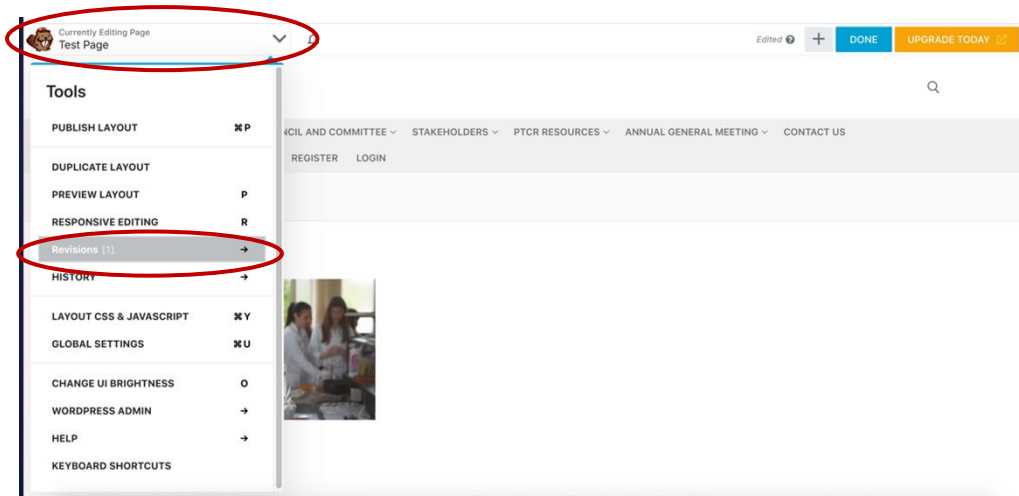 Currently Editing Page
Test Page
Edited
DONE
UPGRADE TODAY
Tools
PUBLISH LAYOUT ⌘P
DUPLICATE LAYOUT
PREVIEW LAYOUT P
RESPONSIVE EDITING R
Revisions [1] →
HISTORY →
LAYOUT CSS & JAVASCRIPT ⌘Y
GLOBAL SETTINGS ⌘U
CHANGE UI BRIGHTNESS O
WORDPRESS ADMIN →
HELP →
KEYBOARD SHORTCUTS
NCIL AND COMMITTEE STAKEHOLDERS PTCR RESOURCES ANNUAL GENERAL MEETING CONTACT US
REGISTER LOGIN